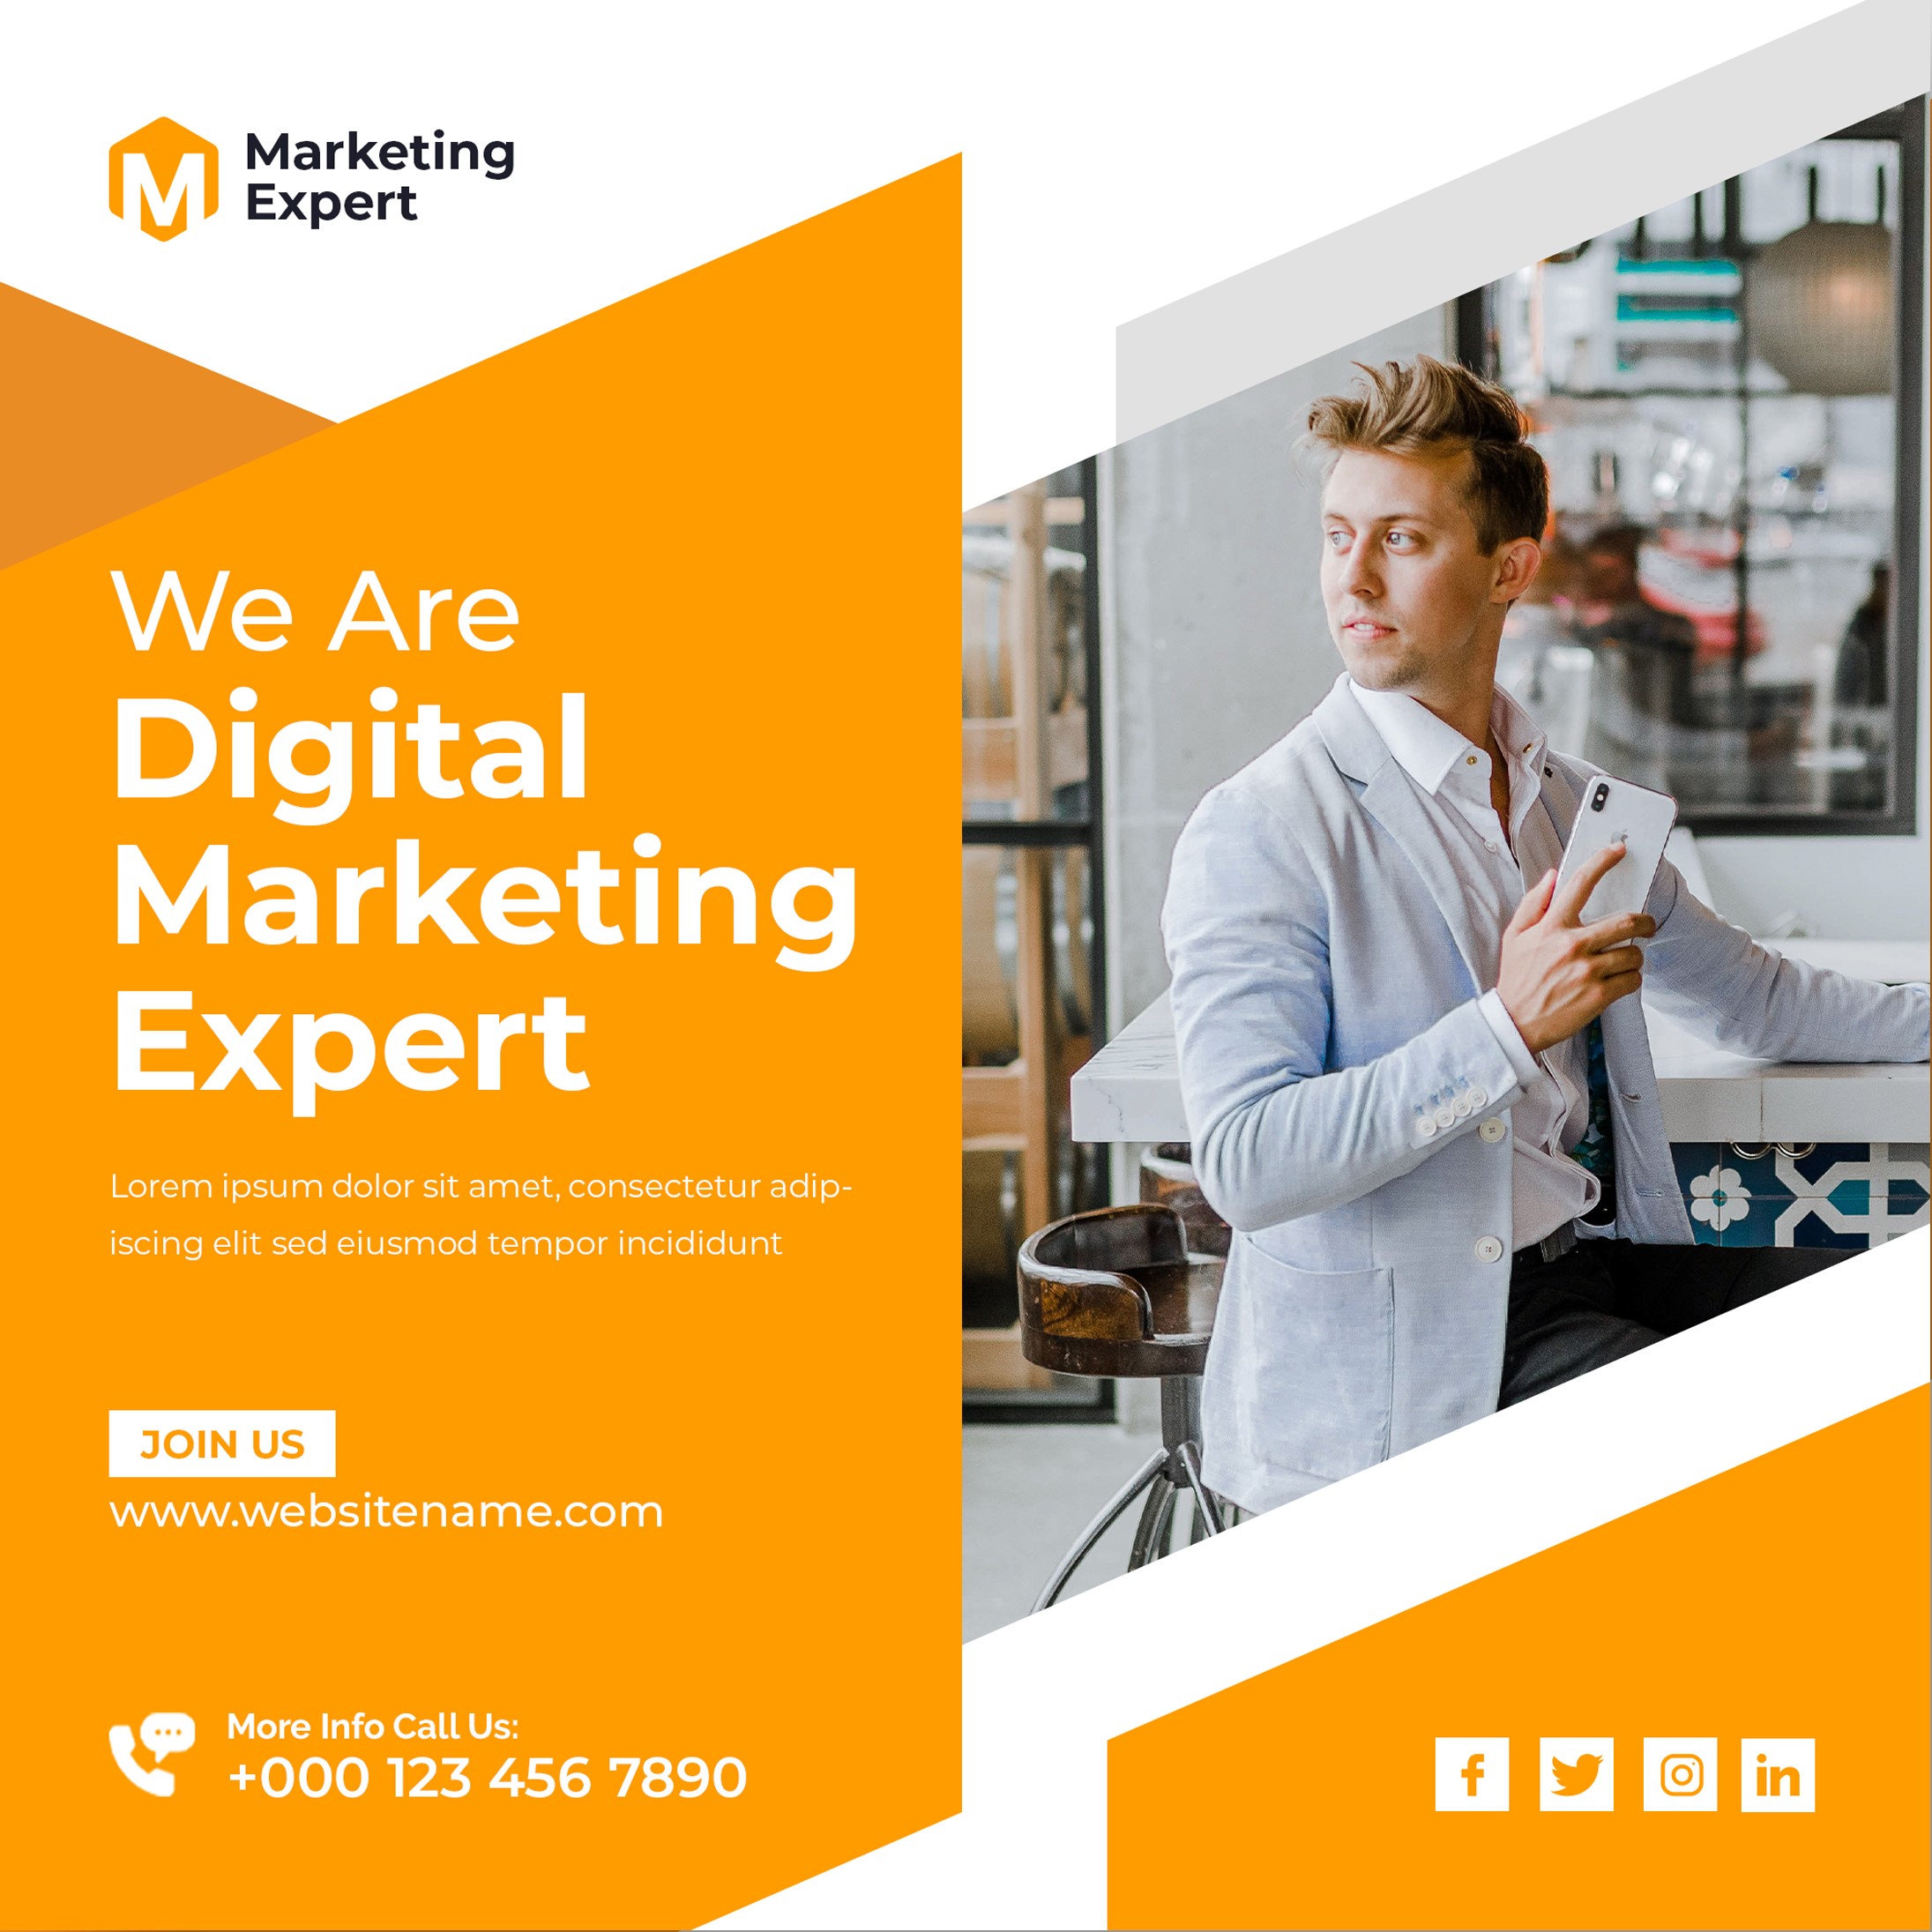 Marketing
Expert
We Are
Digital
Marketing
Expert
Lorem ipsum dolor sit amet, consectetur adip-
iscing elit sed eiusmod tempor incididunt
JOIN US
www.websitename.com
More Info Call Us:
+000 123 456 7890